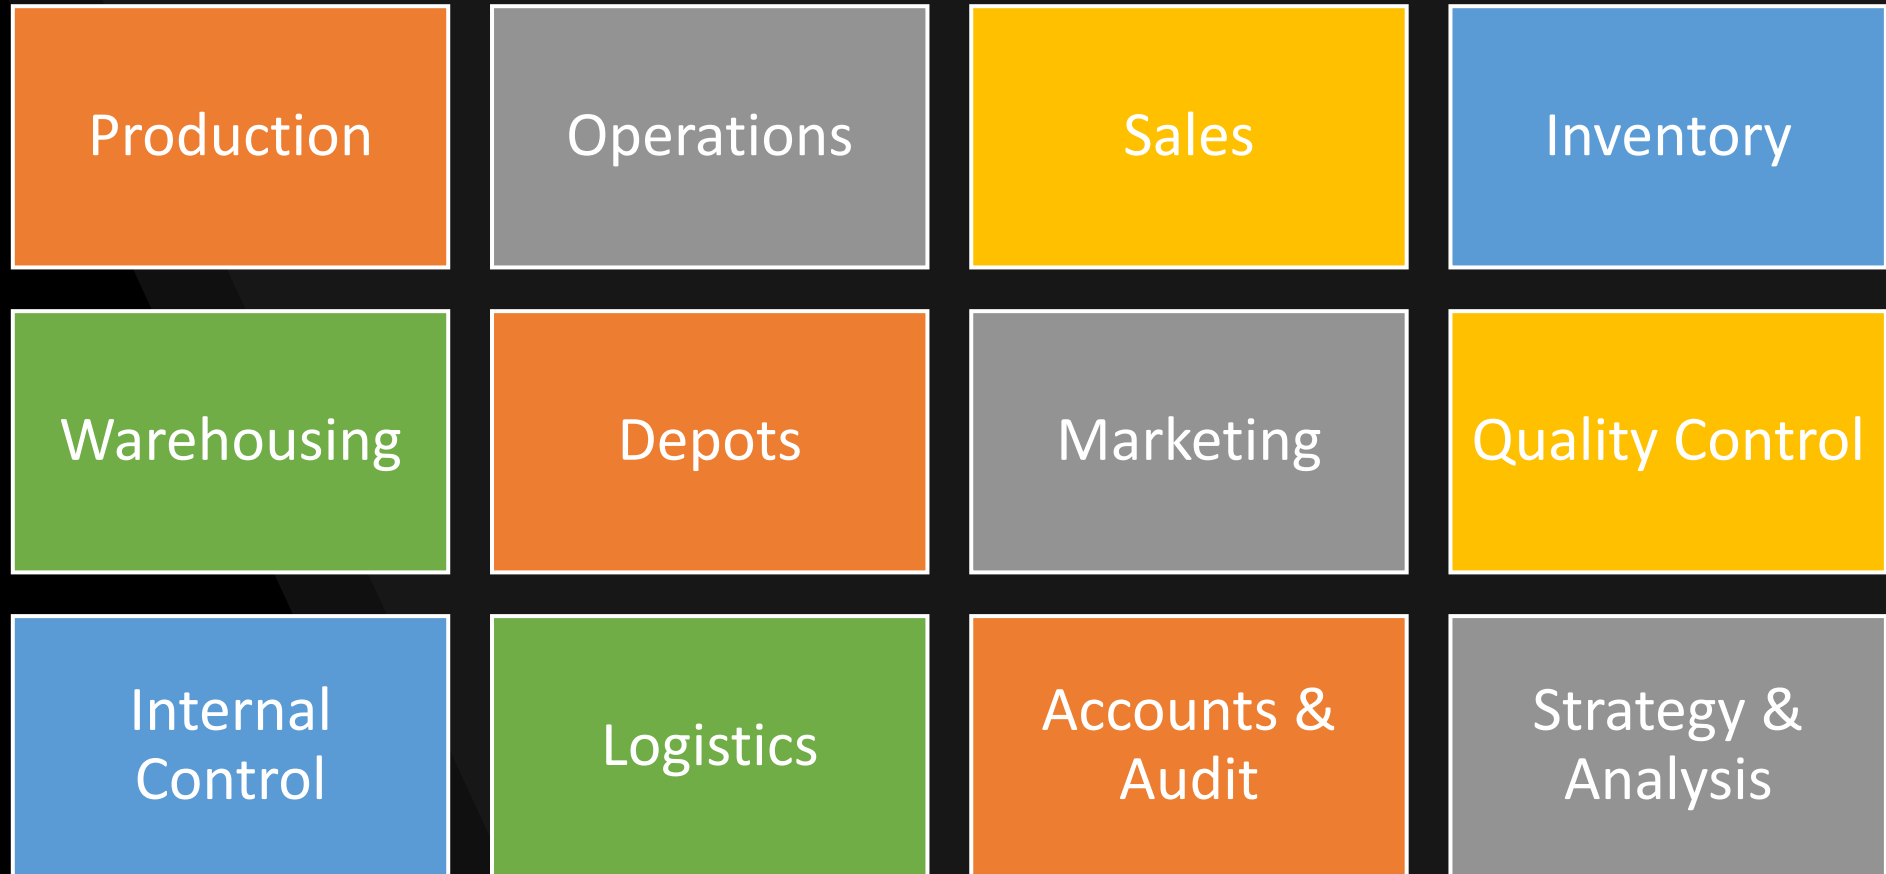 Production
Operations
Sales
Inventory
Warehousing
Depots
Marketing
Quality Control
Internal
Control
Logistics
Accounts &
Audit
Strategy &
Analysis